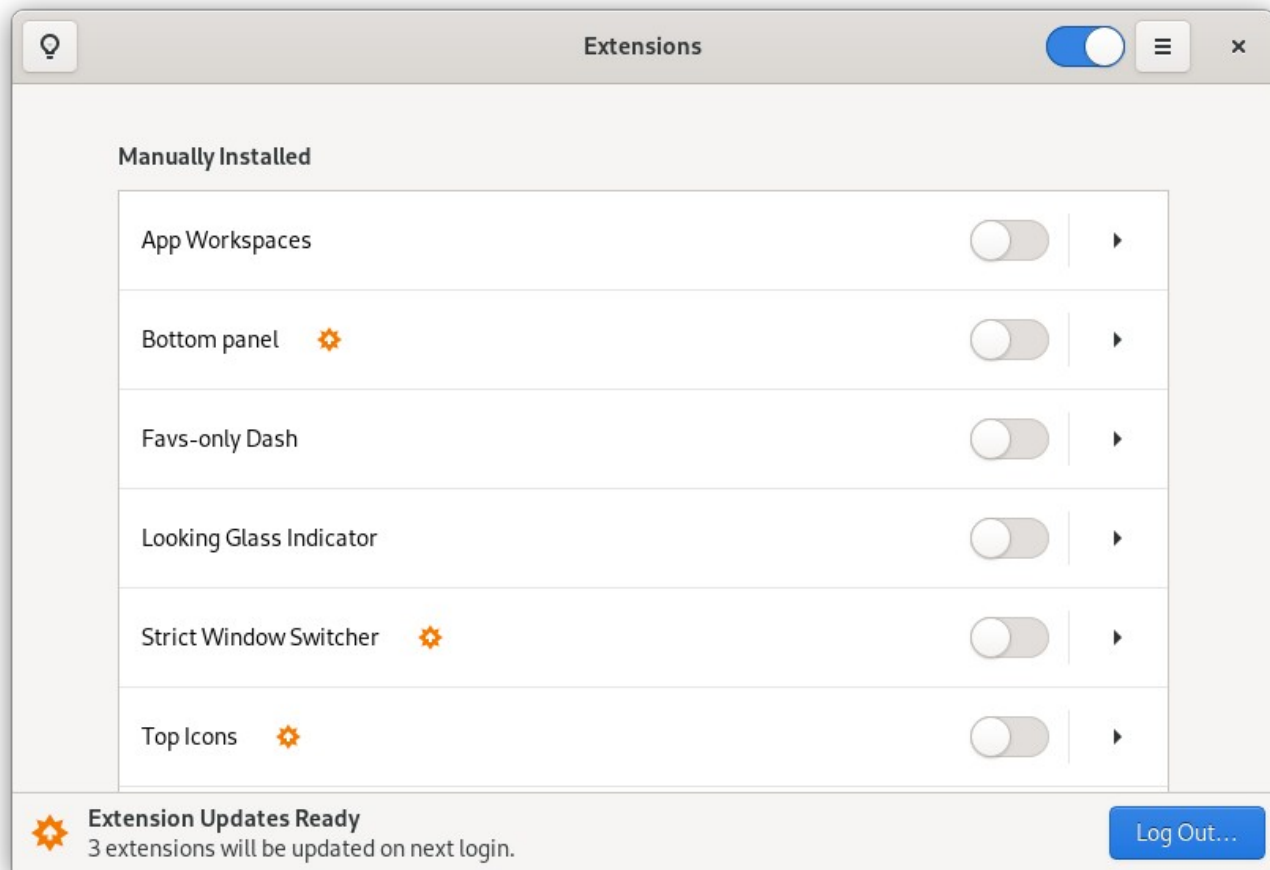 Extensions
Manually Installed
App Workspaces
Bottom panel
Favs-only Dash
Looking Glass Indicator
Strict Window Switcher
Top Icons
Extension Updates Ready
3 extensions will be updated on next login.
Log Out...